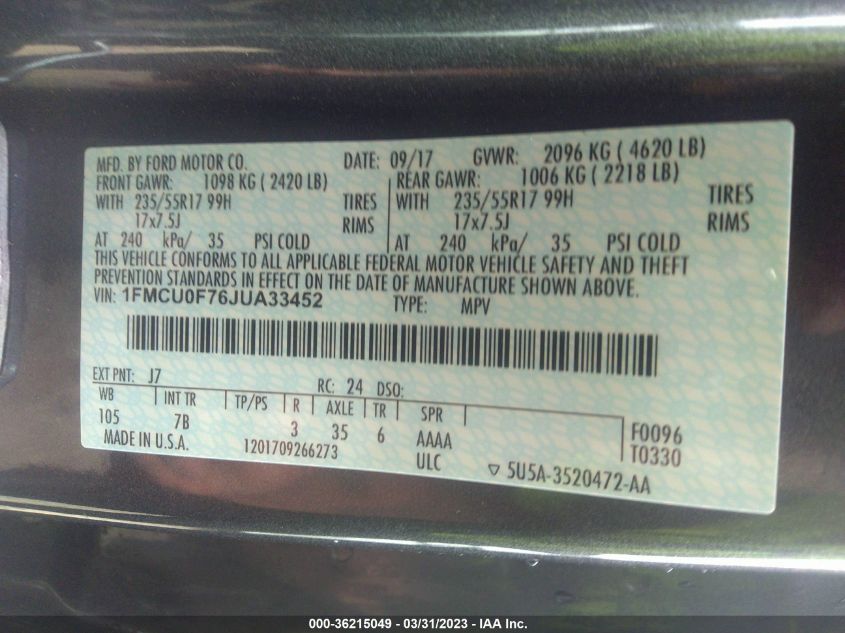 MFD. BY FORD MOTOR CO. DATE: 09/17 GVWR: 2096 KG ( 4620 LB)
FRONT GAWR: 1098 KG ( 2420 LB) REAR GAWR: 1006 KG ( 2218 LB)
WITH 235/55R17 99H TIRES WITH 235/55R17 99H TIRES
17x7.5J RIMS 17x7.5J RIMS
AT 240 kPa/ 35 PSI COLD AT 240 kPa/ 35 PSI COLD
THIS VEHICLE CONFORMS TO ALL APPLICABLE FEDERAL MOTOR VEHICLE SAFETY AND THEFT
PREVENTION STANDARDS IN EFFECT ON THE DATE OF MANUFACTURE SHOWN ABOVE.
VIN: 1FMCU0F76JUA33452 TYPE: MPV
EXT PNT: J7 RC: 24 DSO:
WB INT TR TP/PS R AXLE TR SPR
105 7B 3 35 6 AAAA F0096
MADE IN U.S.A. 1201709266273 ULC T0330
▽ 5U5A-3520472-AA
000-36215049 - 03/31/2023 - IAA Inc.